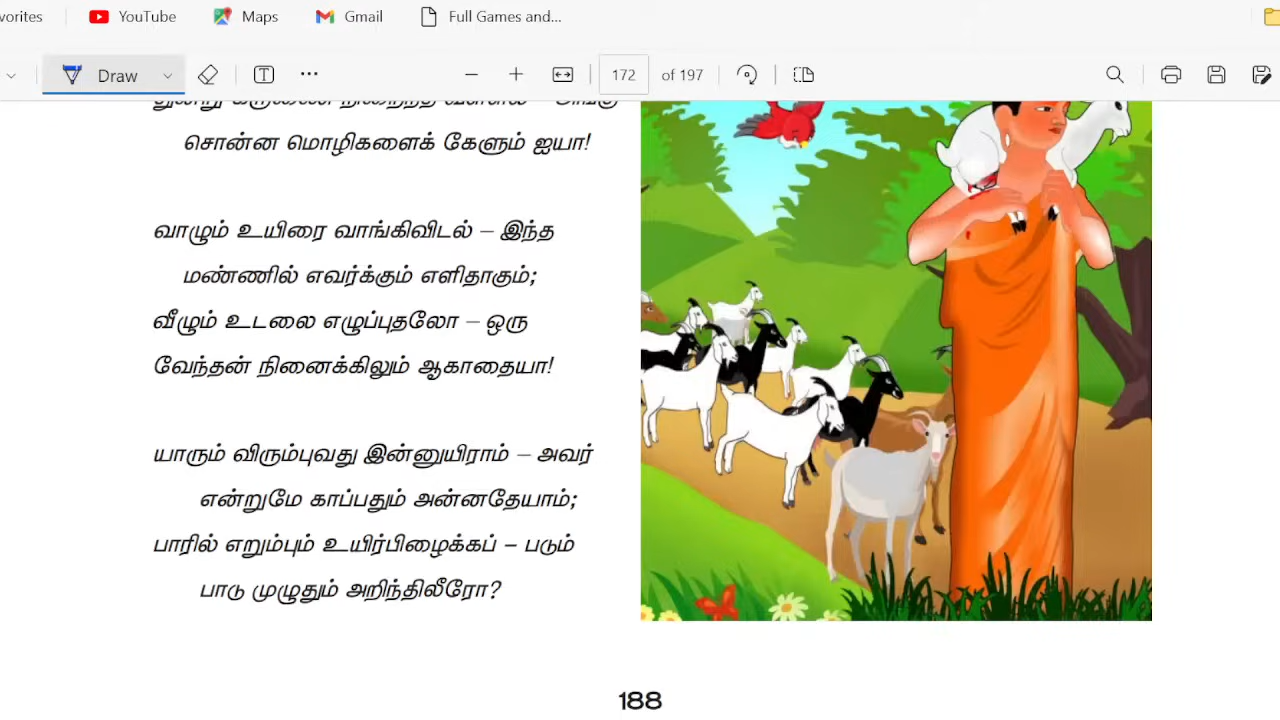 vorites YouTube Maps Gmail Full Games and...
Draw 172 of 197
சொன்ன மொழிகளைக் கேளும் ஐயா!
வாழும் உயிரை வாங்கிவிடல் – இந்த
மண்ணில் எவர்க்கும் எளிதாகும்;
வீழும் உடலை எழுப்புதலோ – ஒரு
வேந்தன் நினைக்கிலும் ஆகாதையா!
யாரும் விரும்புவது இன்னுயிராம் – அவர்
என்றுமே காப்பதும் அன்னதேயாம்;
பாரில் எறும்பும் உயிர்பிழைக்கப் – படும்
பாடு முழுதும் அறிந்திலீரோ?
188